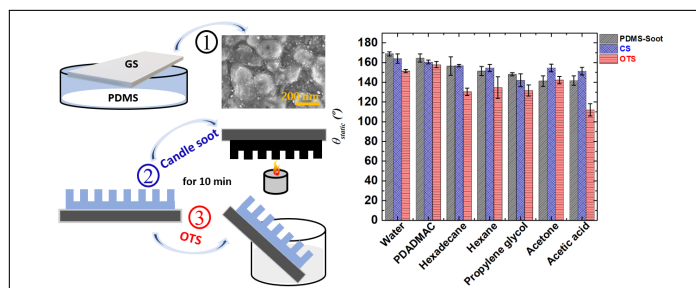 GS
PDMS
1
200 nm
2
Candle soot
for 10 min
3
OTS
θstatic (°)
180
160
140
120
100
80
60
40
20
0
PDMS-Soot
CS
OTS
Water
PDADMAC
Hexadecane
Hexane
Propylene glycol
Acetone
Acetic acid